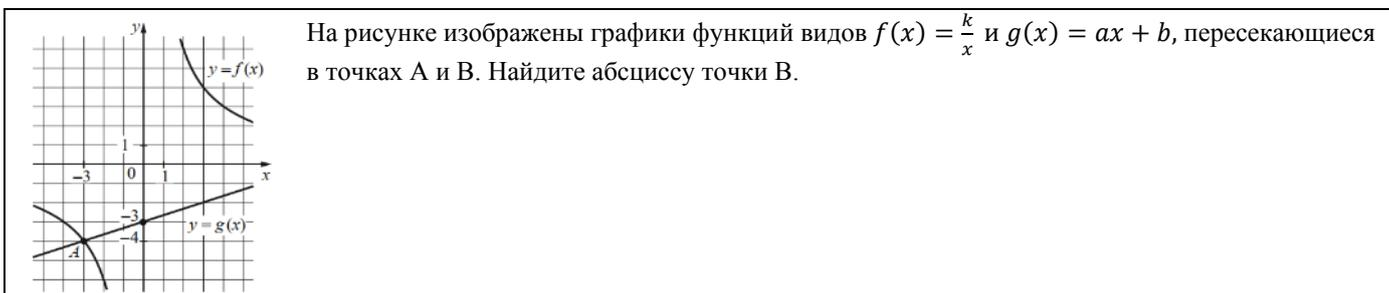 На рисунке изображены графики функций видов f(x) = k/x и g(x) = ax + b, пересекающиеся
в точках А и В. Найдите абсциссу точки В.
y
y=f(x)
1
−3 0 1 x
−3
y=g(x)
−4
A